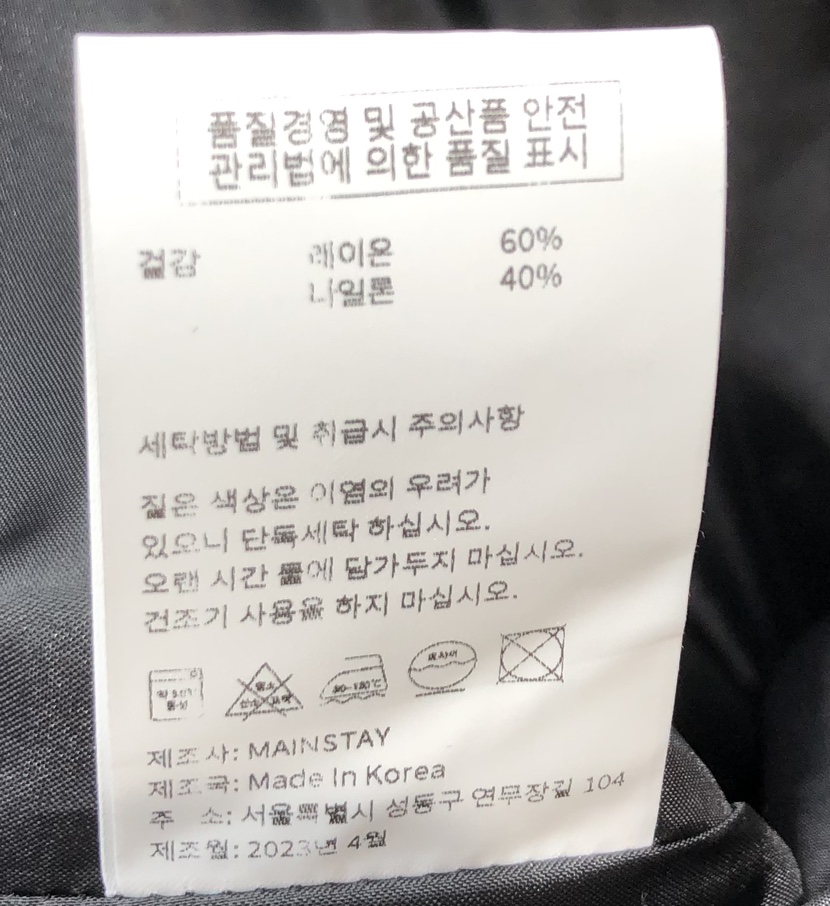 품질경영 및 공산품 안전
관리법에 의한 품질 표시
겉감 레이온 60%
나일론 40%
세탁방법 및 취급시 주의사항
짙은 색상은 이염의 우려가
있으니 단독세탁 하십시오.
오랜 시간 물에 담가두지 마십시오.
건조기 사용을 하지 마십시오.
제조사: MAINSTAY
제조국: Made In Korea
주 소: 서울특별시 성동구 연무장길 104
제조월: 2023년 4월